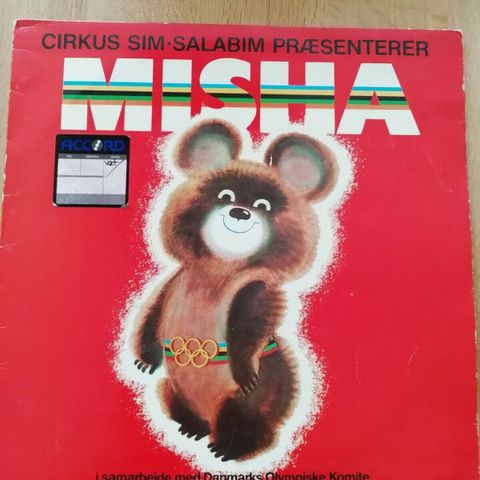 CIRKUS SIM-SALABIM PRÆSENTERER
MISHA
ACCORD
i samarbejde med Danmarks Olympiske Komite